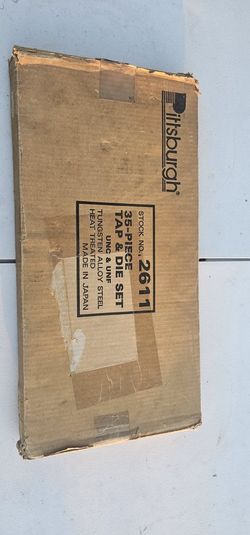 Pittsburgh®
STOCK NO. 2611
35-PIECE
TAP & DIE SET
UNC & UNF
TUNGSTEN ALLOY STEEL
HEAT TREATED
MADE IN JAPAN